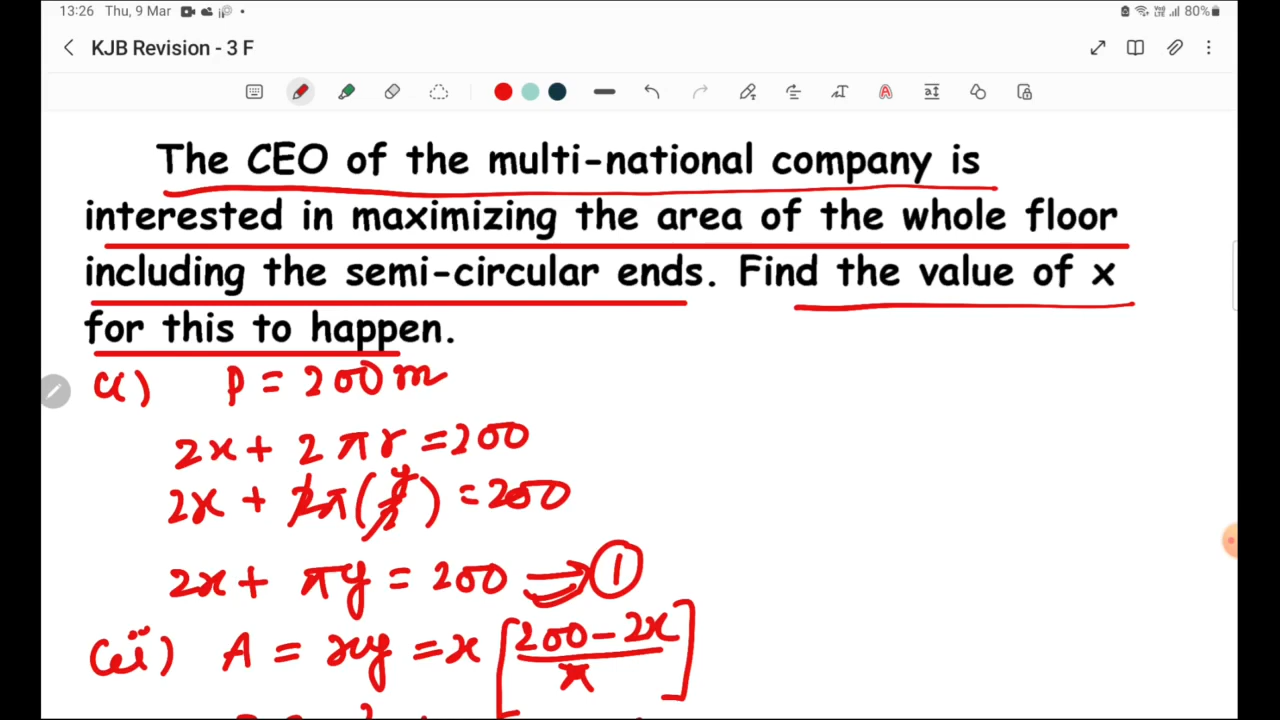 13:26 Thu, 9 Mar 80%
KJB Revision - 3 F
The CEO of the multi-national company is
interested in maximizing the area of the whole floor
including the semi-circular ends. Find the value of x
for this to happen.
(i) P = 200 m
2x + 2πr = 200
2x + 2π(y/2) = 200
2x + πy = 200 ⟹ ①
(ii) A = xy = x [200 - 2x / π]